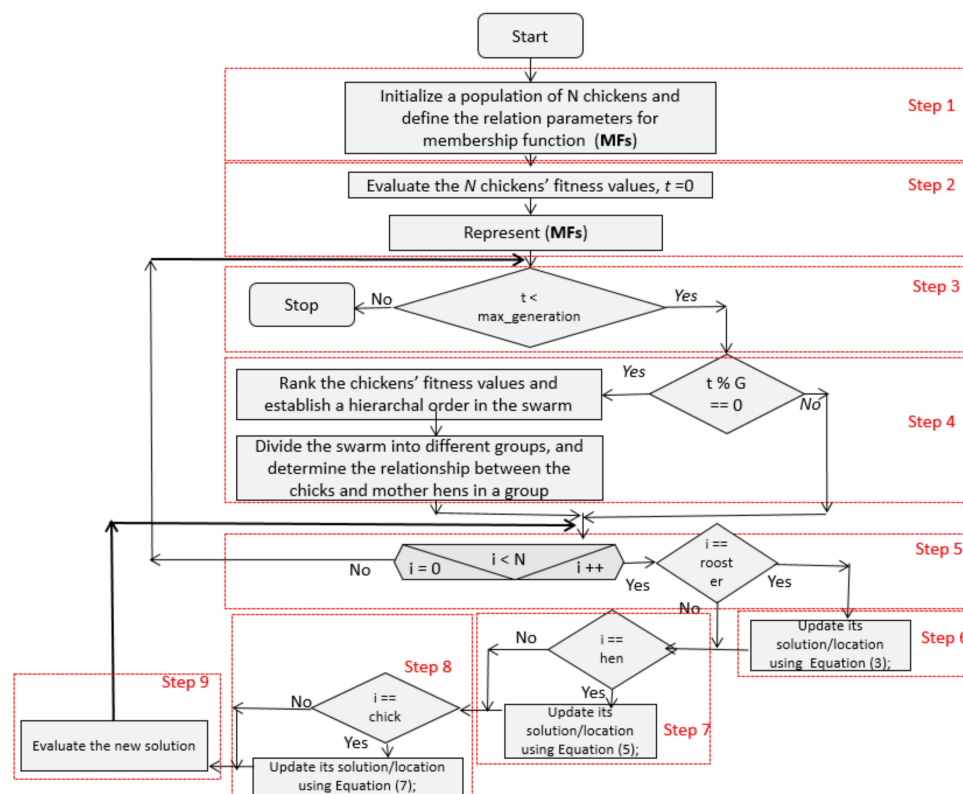 Start
Step 1
Initialize a population of N chickens and
define the relation parameters for
membership function (MFs)
Step 2
Evaluate the N chickens’ fitness values, t =0
Represent (MFs)
Step 3
Stop
No
t <
max_generation
Yes
Yes
t % G
== 0
No
Rank the chickens’ fitness values and
establish a hierarchal order in the swarm
Step 4
Divide the swarm into different groups, and
determine the relationship between the
chicks and mother hens in a group
Step 5
No
i = 0
i < N
i ++
Yes
i ==
roost
er
Yes
No
Step 6
Update its
solution/location
using Equation (3);
No
i ==
hen
Yes
Step 7
Update its
solution/location
using Equation (5);
Step 8
No
i ==
chick
Yes
Update its solution/location
using Equation (7);
Step 9
Evaluate the new solution